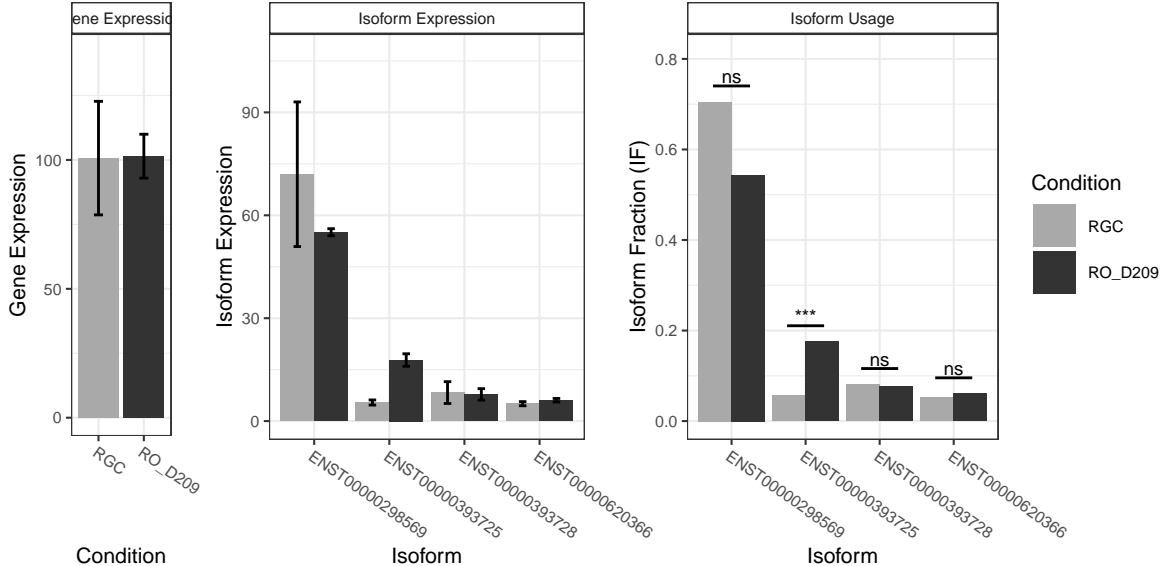 ene Expressio
Gene Expression
0
50
100
RGC
RO_D209
Condition
Isoform Expression
Isoform Expression
0
30
60
90
ENST00000298569
ENST00000393725
ENST00000393728
ENST00000620366
Isoform
Isoform Usage
Isoform Fraction (IF)
0.0
0.2
0.4
0.6
0.8
ns
***
ns
ns
ENST00000298569
ENST00000393725
ENST00000393728
ENST00000620366
Isoform
Condition
RGC
RO_D209